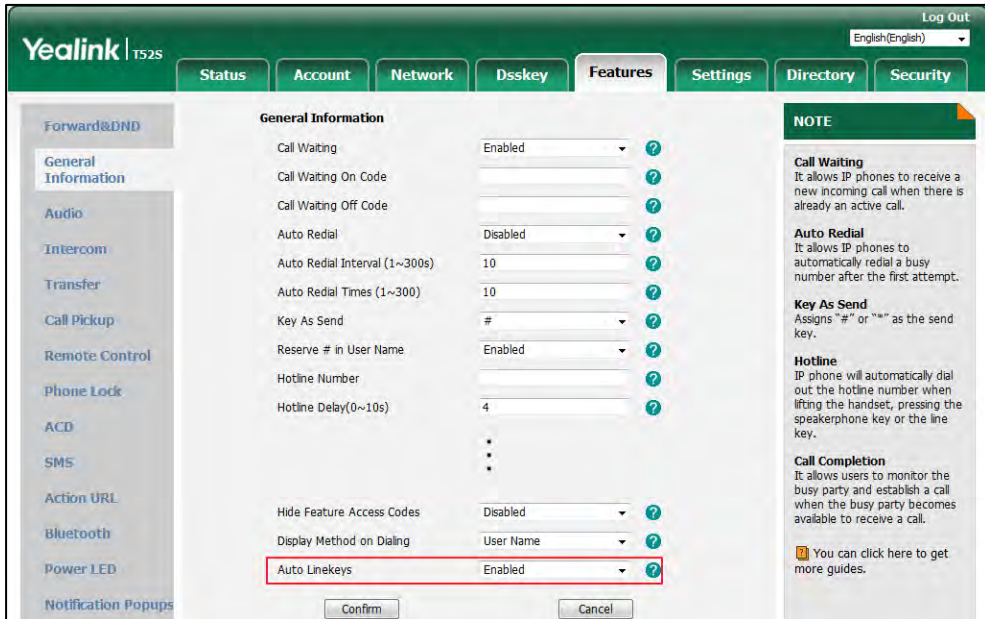 Log Out
English(English)
Yealink T52S
Status Account Network Dsskey Features Settings Directory Security
Forward&DND
General
Information
Audio
Intercom
Transfer
Call Pickup
Remote Control
Phone Lock
ACD
SMS
Action URL
Bluetooth
Power LED
Notification Popups
General Information
Call Waiting Enabled
Call Waiting On Code
Call Waiting Off Code
Auto Redial Disabled
Auto Redial Interval (1~300s) 10
Auto Redial Times (1~300) 10
Key As Send #
Reserve # in User Name Enabled
Hotline Number
Hotline Delay(0~10s) 4
Hide Feature Access Codes Disabled
Display Method on Dialing User Name
Auto Linekeys Enabled
Confirm Cancel
NOTE
Call Waiting
It allows IP phones to receive a
new incoming call when there is
already an active call.
Auto Redial
It allows IP phones to
automatically redial a busy
number after the first attempt.
Key As Send
Assigns "#" or "*" as the send
key.
Hotline
IP phone will automatically dial
out the hotline number when
lifting the handset, pressing the
speakerphone key or the line
key.
Call Completion
It allows users to monitor the
busy party and establish a call
when the busy party becomes
available to receive a call.
You can click here to get
more guides.